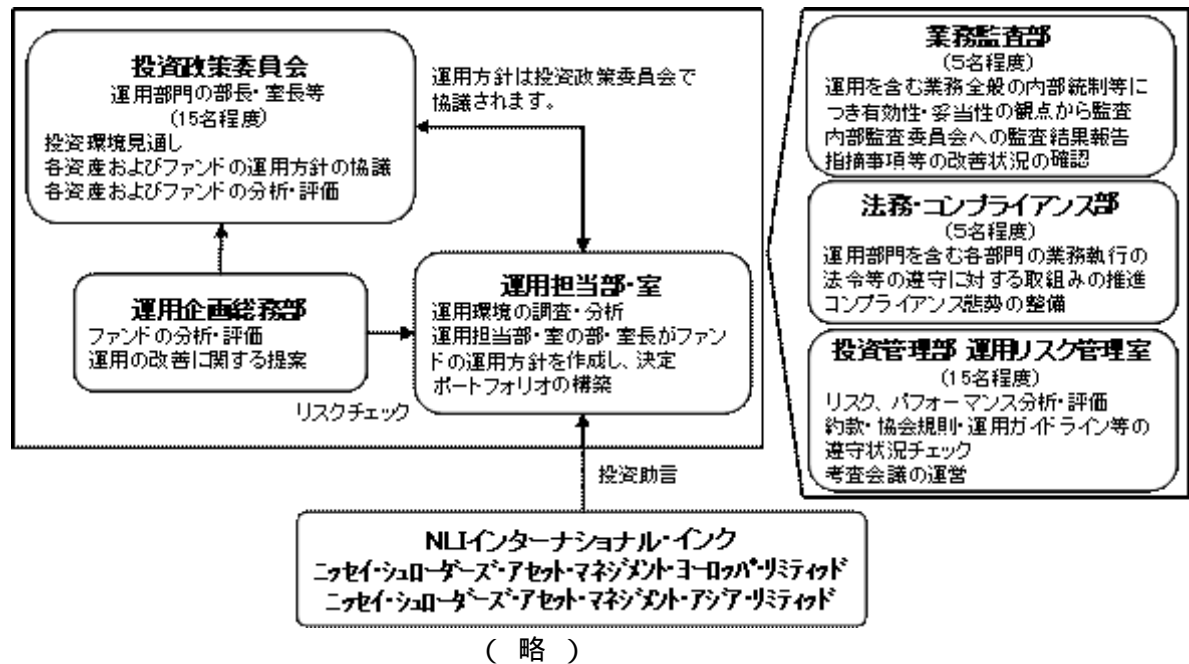 投資政策委員会
運用部門の部長・室長等
(15名程度)
投資環境見通し
各資産およびファンドの運用方針の協議
各資産およびファンドの分析・評価
運用方針は投資政策委員会で
協議されます。
運用企画総務部
ファンドの分析・評価
運用の改善に関する提案
リスクチェック
運用担当部・室
運用環境の調査・分析
運用担当部・室の部・室長がファン
ドの運用方針を作成し、決定
ポートフォリオの構築
投資助言
NLIインターナショナル・インク
ニッセイ・シュローダーズ・アセット・マネジメント・ヨーロッパ・リミティッド
ニッセイ・シュローダーズ・アセット・マネジメント・アジア・リミティッド
業務監査部
(5名程度)
運用を含む業務全般の内部統制等に
つき有効性・妥当性の観点から監査
内部監査委員会への監査結果報告
指摘事項等の改善状況の確認
法務・コンプライアンス部
(5名程度)
運用部門を含む各部門の業務執行の
法令等の遵守に対する取組みの推進
コンプライアンス態勢の整備
投資管理部 運用リスク管理室
(15名程度)
リスク、パフォーマンス分析・評価
約款・協会規則・運用ガイドライン等の
遵守状況チェック
考査会議の運営
( 略 )